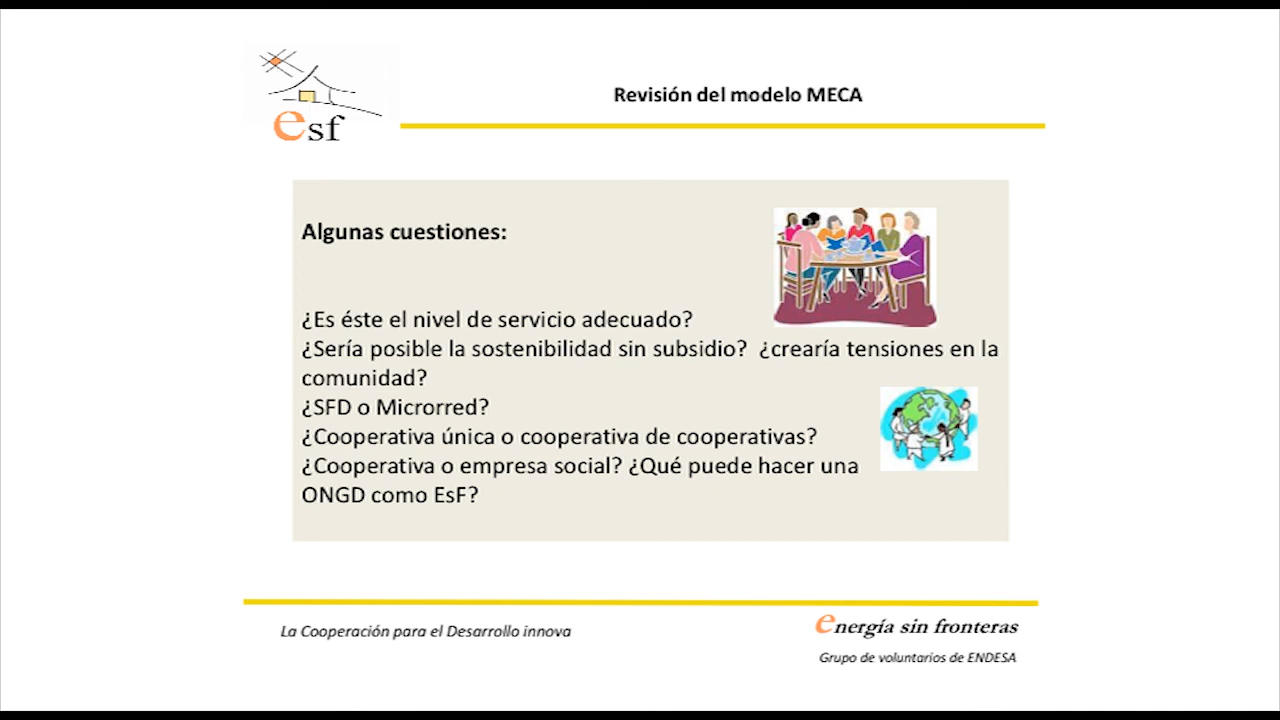 esf
Revisión del modelo MECA
Algunas cuestiones:
¿Es éste el nivel de servicio adecuado?
¿Sería posible la sostenibilidad sin subsidio? ¿crearía tensiones en la
comunidad?
¿SFD o Microrred?
¿Cooperativa única o cooperativa de cooperativas?
¿Cooperativa o empresa social? ¿Qué puede hacer una
ONGD como EsF?
La Cooperación para el Desarrollo innova
energía sin fronteras
Grupo de voluntarios de ENDESA